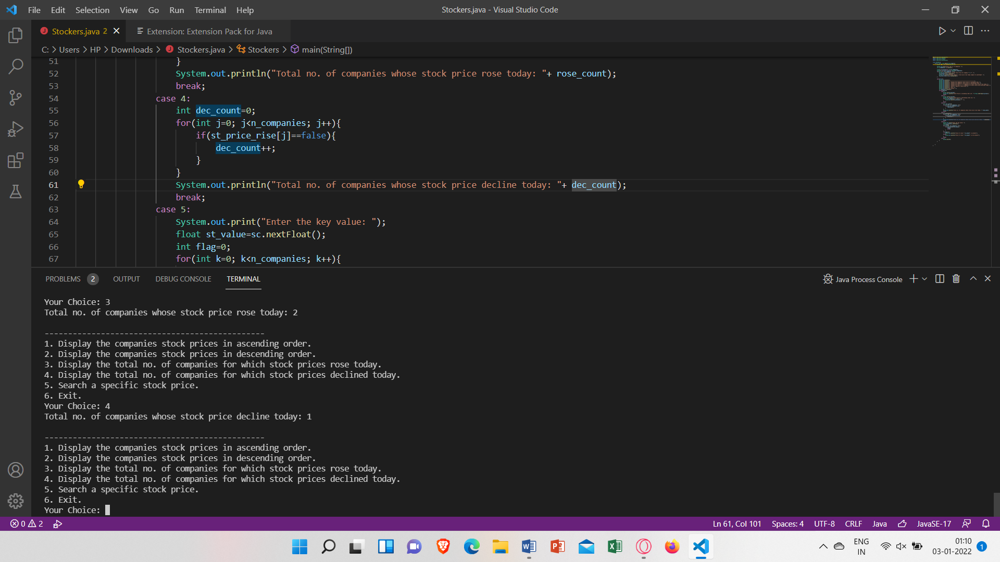 File Edit Selection View Go Run Terminal Help
Stockers.java - Visual Studio Code
Stockers.java 2
Extension: Extension Pack for Java
C: > Users > HP > Downloads > Stockers.java > Stockers > main(String[])
51 }
52 System.out.println("Total no. of companies whose stock price rose today: "+ rose_count);
53 break;
54 case 4:
55 int dec_count=0;
56 for(int j=0; j<n_companies; j++){
57 if(st_price_rise[j]==false){
58 dec_count++;
59 }
60 }
61 System.out.println("Total no. of companies whose stock price decline today: "+ dec_count);
62 break;
63 case 5:
64 System.out.print("Enter the key value: ");
65 float st_value=sc.nextFloat();
66 int flag=0;
67 for(int k=0; k<n_companies; k++){
PROBLEMS 2 OUTPUT DEBUG CONSOLE TERMINAL
Java Process Console
Your Choice: 3
Total no. of companies whose stock price rose today: 2
-----------------------------------------------
1. Display the companies stock prices in ascending order.
2. Display the companies stock prices in descending order.
3. Display the total no. of companies for which stock prices rose today.
4. Display the total no. of companies for which stock prices declined today.
5. Search a specific stock price.
6. Exit.
Your Choice: 4
Total no. of companies whose stock price decline today: 1
-----------------------------------------------
1. Display the companies stock prices in ascending order.
2. Display the companies stock prices in descending order.
3. Display the total no. of companies for which stock prices rose today.
4. Display the total no. of companies for which stock prices declined today.
5. Search a specific stock price.
6. Exit.
Your Choice:
0 2
Ln 61, Col 101 Spaces: 4 UTF-8 CRLF Java JavaSE-17
ENG
IN
01:10
03-01-2022
1